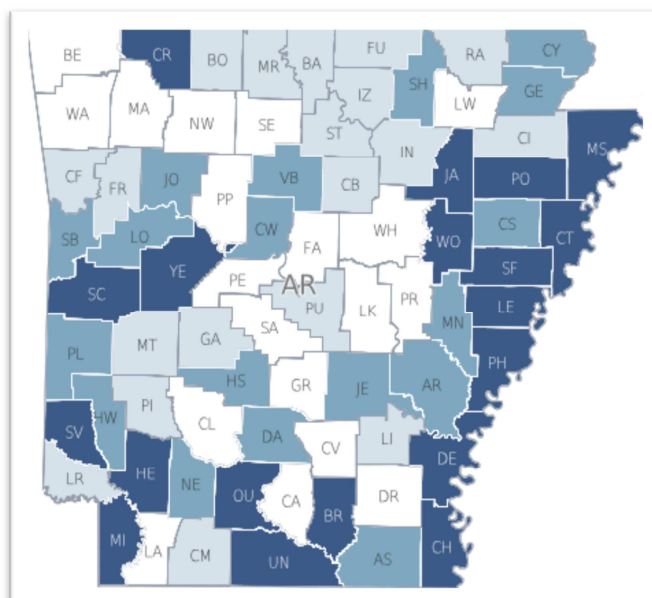 BE CR BO MR BA FU RA CY
WA MA NW SE ST IZ SH LW GE
CF FR JO PP VB CB IN JA CI PO MS
SB LO CW FA WH WO CS CT
SC YE PE AR PU LK PR MN SF LE
PL MT GA SA HS GR JE AR PH
SV HW PI CL DA CV LI DE
LR HE NE OU CA BR DR
MI LA CM UN AS CH